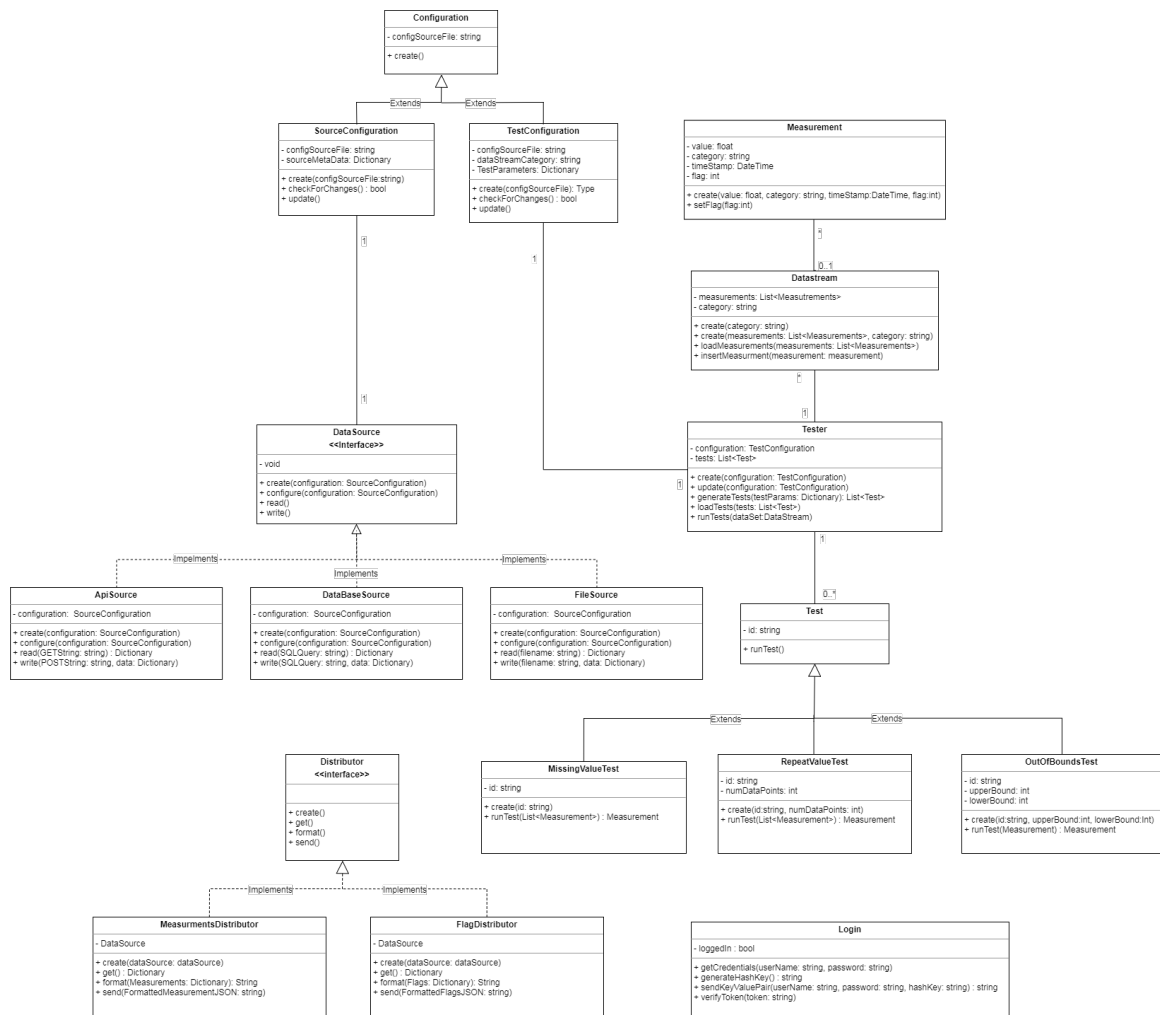 Configuration
- configSourceFile: string
+ create()
Extends
Extends
SourceConfiguration
- configSourceFile: string
- sourceMetaData: Dictionary
+ create(configSourceFile:string)
+ checkForChanges() : bool
+ update()
TestConfiguration
- configSourceFile: string
- dataStreamCategory: string
- TestParameters: Dictionary
+ create(configSourceFile): Type
+ checkForChanges() : bool
+ update()
Measurement
- value: float
- category: string
- timeStamp: DateTime
- flag: int
+ create(value: float, category: string, timeStamp:DateTime, flag:int)
+ setFlag(flag:int)
1
1
*
0..1
Datastream
- measurements: List<Measutrements>
- category: string
+ create(category: string)
+ create(measurements: List<Measurements>, category: string)
+ loadMeasurements(measurements: List<Measurements>)
+ insertMeasurment(measurement: measurement)
*
1
1
DataSource
<<interface>>
- void
+ create(configuration: SourceConfiguration)
+ configure(configuration: SourceConfiguration)
+ read()
+ write()
Tester
- configuration: TestConfiguration
- tests: List<Test>
+ create(configuration: TestConfiguration)
+ update(configuration: TestConfiguration)
+ generateTests(testParams: Dictionary): List<Test>
+ loadTests(tests: List<Test>)
+ runTests(dataSet:DataStream)
1
1
0..*
Impelments
Implements
Implements
ApiSource
- configuration: SourceConfiguration
+ create(configuration: SourceConfiguration)
+ configure(configuration: SourceConfiguration)
+ read(GETString: string) : Dictionary
+ write(POSTString: string, data: Dictionary)
DataBaseSource
- configuration: SourceConfiguration
+ create(configuration: SourceConfiguration)
+ configure(configuration: SourceConfiguration)
+ read(SQLQuery: string) : Dictionary
+ write(SQLQuery: string, data: Dictionary)
FileSource
- configuration: SourceConfiguration
+ create(configuration: SourceConfiguration)
+ configure(configuration: SourceConfiguration)
+ read(filename: string) : Dictionary
+ write(filename: string, data: Dictionary)
Test
- id: string
+ runTest()
Extends
Extends
Distributor
<<interface>>
+ create()
+ get()
+ format()
+ send()
MissingValueTest
- id: string
+ create(id: string)
+ runTest(List<Measurement>) : Measurement
RepeatValueTest
- id: string
- numDataPoints: int
+ create(id:string, numDataPoints: int)
+ runTest(List<Measurement>) : Measurement
OutOfBoundsTest
- id: string
- upperBound: int
- lowerBound: int
+ create(id:string, upperBound:int, lowerBound:Int)
+ runTest(Measurement) : Measurement
Implements
Implements
MeasurmentsDistributor
- DataSource
+ create(dataSource: dataSource)
+ get() : Dictionary
+ format(Measurements: Dictionary): String
+ send(FormattedMeasurementJSON: string)
FlagDistributor
- DataSource
+ create(dataSource: dataSource)
+ get() : Dictionary
+ format(Flags: Dictionary): String
+ send(FormattedFlagsJSON: string)
Login
- loggedIn : bool
+ getCredentials(userName: string, password: string)
+ generateHashKey() : string
+ sendKeyValuePair(userName: string, password: string, hashKey: string) : string
+ verifyToken(token: string)